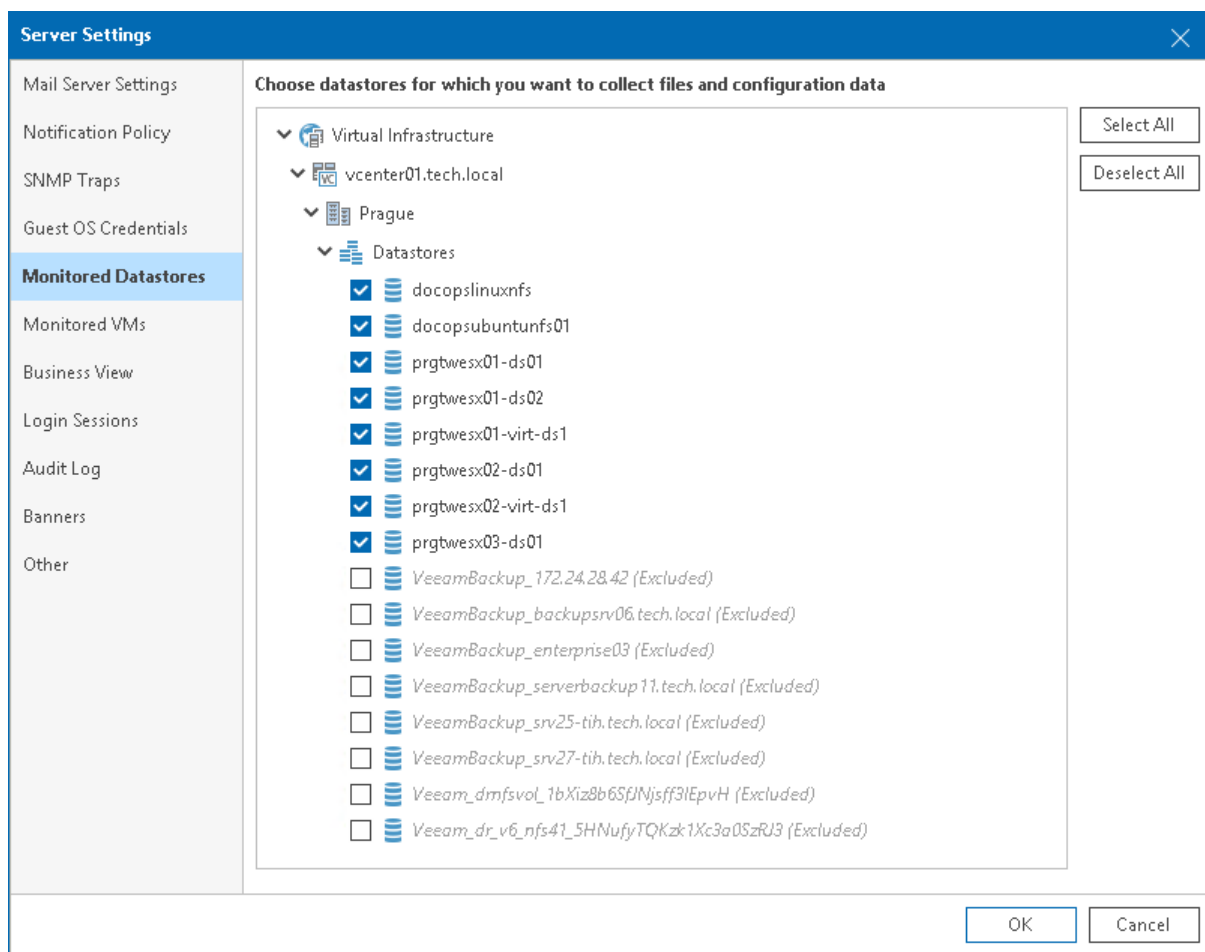 Server Settings
Mail Server Settings
Notification Policy
SNMP Traps
Guest OS Credentials
Monitored Datastores
Monitored VMs
Business View
Login Sessions
Audit Log
Banners
Other
Choose datastores for which you want to collect files and configuration data
Virtual Infrastructure
VC
vcenter01.tech.local
Prague
Datastores
docopslinuxnfs
docopsubuntunfs01
prgtwesx01-ds01
prgtwesx01-ds02
prgtwesx01-virt-ds1
prgtwesx02-ds01
prgtwesx02-virt-ds1
prgtwesx03-ds01
VeeamBackup_172.24.28.42 (Excluded)
VeeamBackup_backupsrv06.tech.local (Excluded)
VeeamBackup_enterprise03 (Excluded)
VeeamBackup_serverbackup11.tech.local (Excluded)
VeeamBackup_srv25-tih.tech.local (Excluded)
VeeamBackup_srv27-tih.tech.local (Excluded)
Veeam_drnfsvol_1bXiz8b6SfJNjsff3lEpvH (Excluded)
Veeam_dr_v6_nfs41_5HNufyTQKzk1Xc3a0SzRJ3 (Excluded)
Select All
Deselect All
OK
Cancel